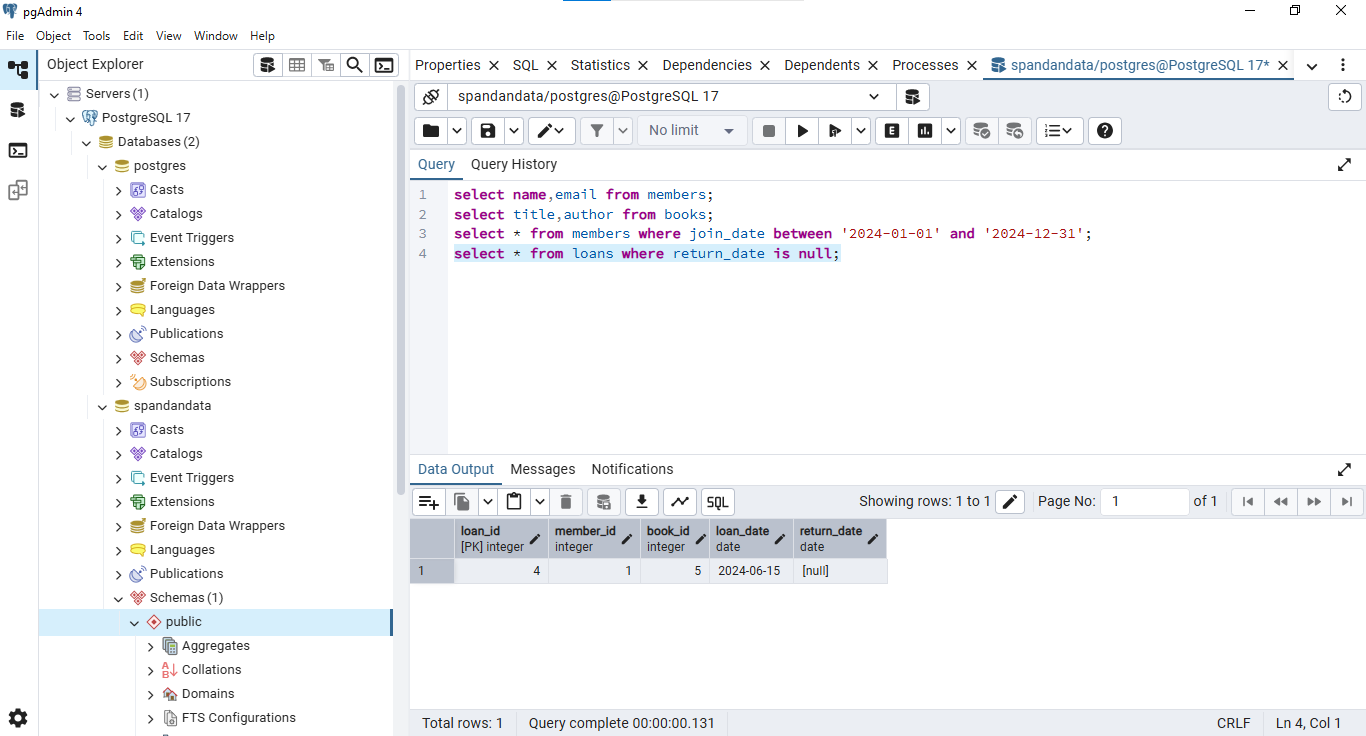 pgAdmin 4
File Object Tools Edit View Window Help
Object Explorer
Properties SQL Statistics Dependencies Dependents Processes spandandata/postgres@PostgreSQL 17*
spandandata/postgres@PostgreSQL 17
No limit
E
Query Query History
1 select name,email from members;
2 select title,author from books;
3 select * from members where join_date between '2024-01-01' and '2024-12-31';
4 select * from loans where return_date is null;
Servers (1)
PostgreSQL 17
Databases (2)
postgres
Casts
Catalogs
Event Triggers
Extensions
Foreign Data Wrappers
Languages
Publications
Schemas
Subscriptions
spandandata
Casts
Catalogs
Event Triggers
Extensions
Foreign Data Wrappers
Languages
Publications
Schemas (1)
public
Aggregates
Collations
Domains
FTS Configurations
Data Output Messages Notifications
SQL Showing rows: 1 to 1 Page No: 1 of 1
loan_id member_id book_id loan_date return_date
[PK] integer integer integer date date
1 4 1 5 2024-06-15 [null]
Total rows: 1 Query complete 00:00:00.131 CRLF Ln 4, Col 1